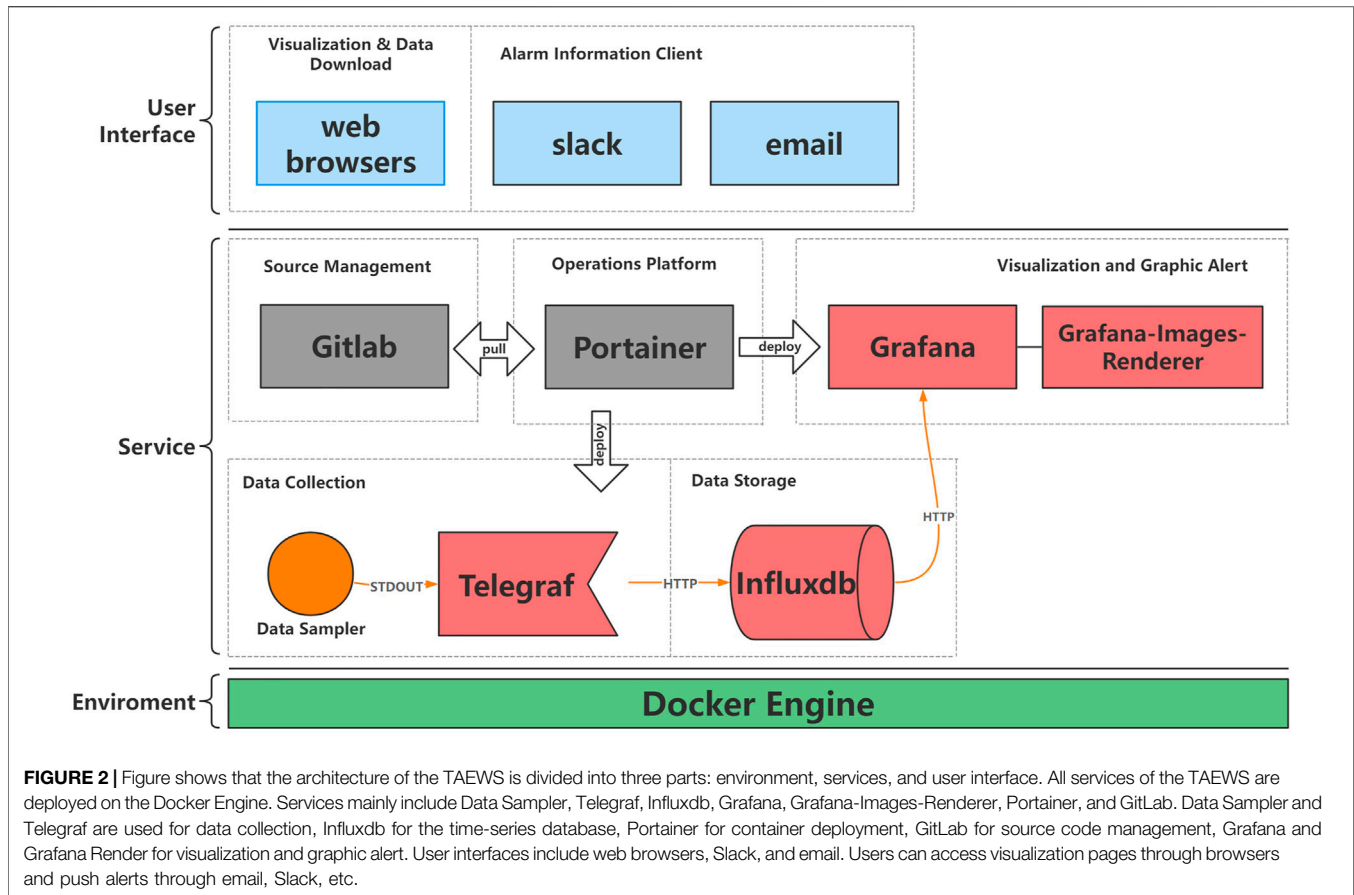 Visualization & Data
Download
Alarm Information Client
User
Interface
web
browsers
slack
email
Source Management
Operations Platform
Visualization and Graphic Alert
Gitlab
pull
Portainer
deploy
Grafana
Grafana-Images-
Renderer
deploy
Service
Data Collection
Data Storage
HTTP
STDOUT
Telegraf
HTTP
Influxdb
Data Sampler
Enviroment
Docker Engine
FIGURE 2 | Figure shows that the architecture of the TAEWS is divided into three parts: environment, services, and user interface. All services of the TAEWS are
deployed on the Docker Engine. Services mainly include Data Sampler, Telegraf, Influxdb, Grafana, Grafana-Images-Renderer, Portainer, and GitLab. Data Sampler and
Telegraf are used for data collection, Influxdb for the time-series database, Portainer for container deployment, GitLab for source code management, Grafana and
Grafana Render for visualization and graphic alert. User interfaces include web browsers, Slack, and email. Users can access visualization pages through browsers
and push alerts through email, Slack, etc.